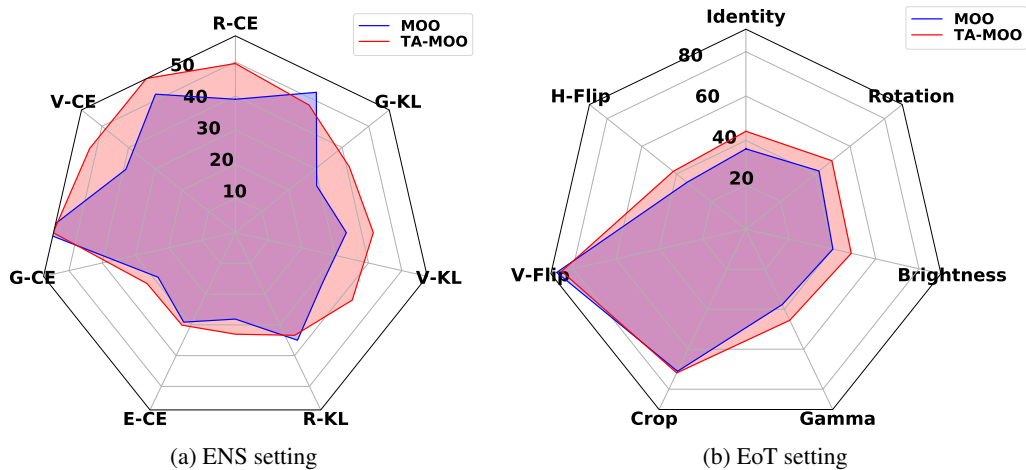 R-CE
MOO
TA-MOO
50
40
30
20
10
V-CE
G-KL
G-CE
V-KL
E-CE
R-KL
(a) ENS setting
Identity
MOO
TA-MOO
80
60
40
20
H-Flip
Rotation
V-Flip
Brightness
Crop
Gamma
(b) EoT setting